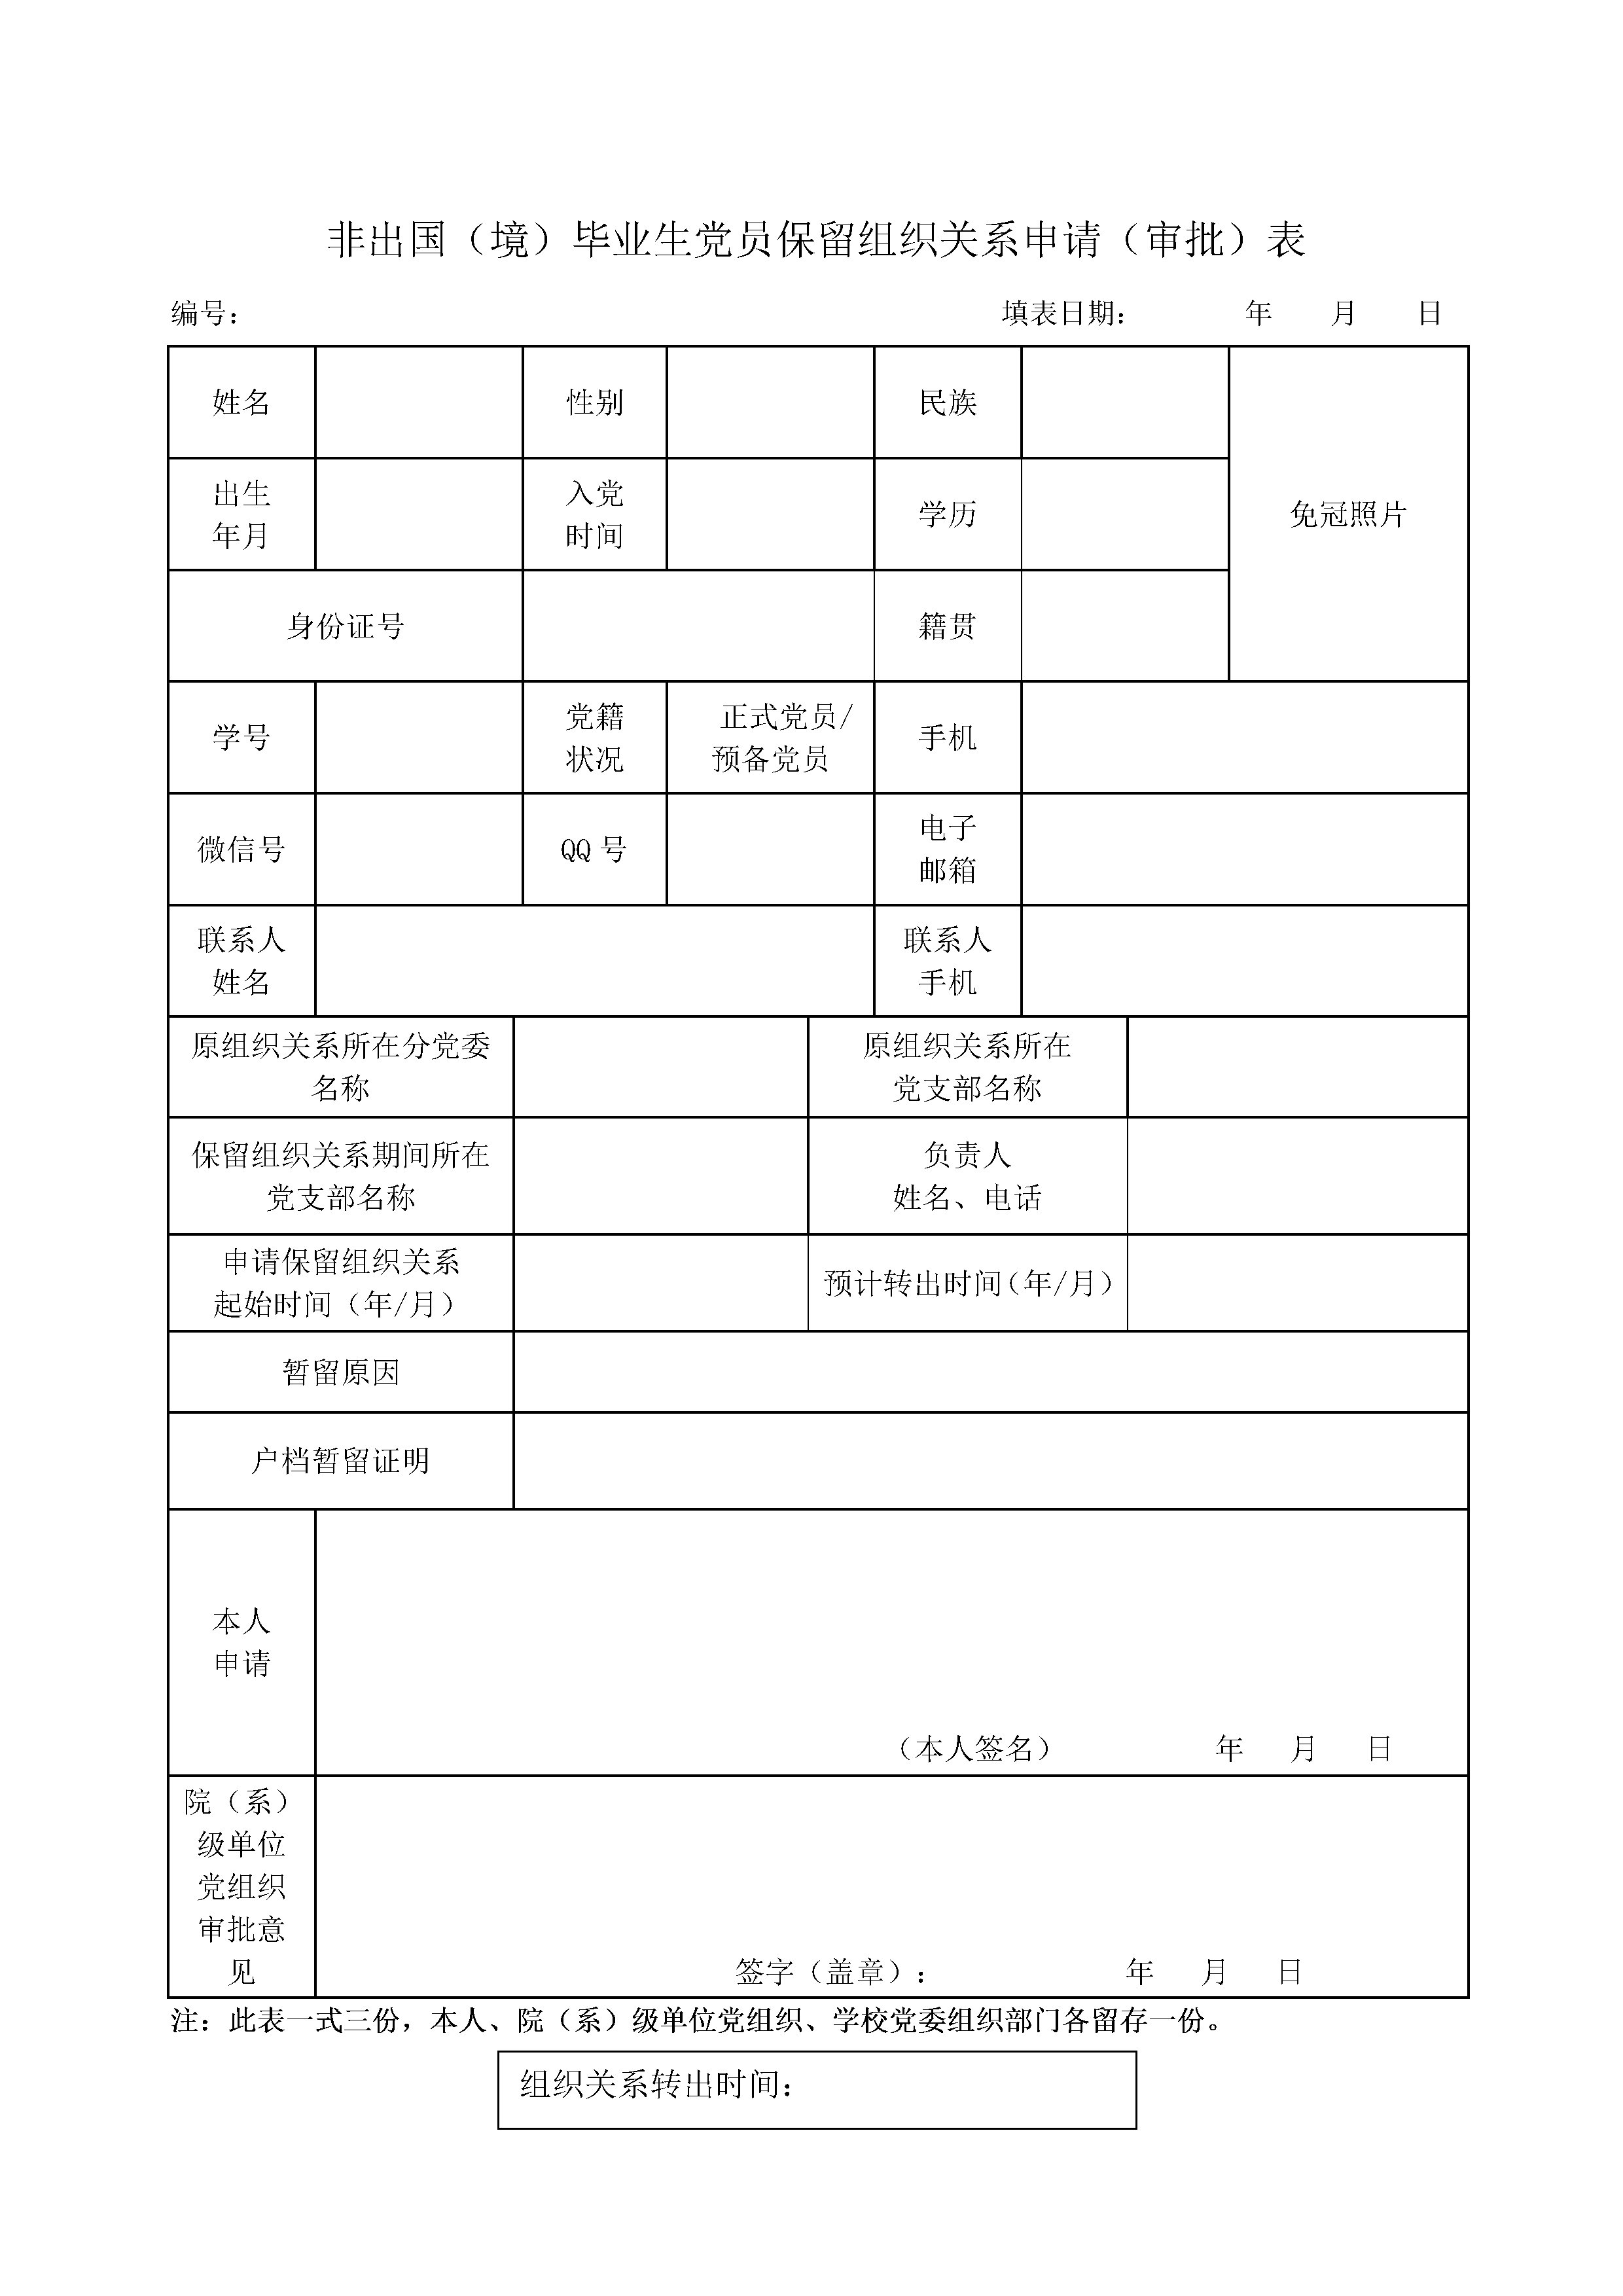 非出国（境）毕业生党员保留组织关系申请（审批）表
编号： 填表日期： 年 月 日
姓名 性别 民族
出生
年月
入党
时间
学历
免冠照片
身份证号 籍贯
学号
党籍
状况
正式党员/
预备党员
手机
微信号 QQ 号
电子
邮箱
联系人
姓名
联系人
手机
原组织关系所在分党委
名称
原组织关系所在
党支部名称
保留组织关系期间所在
党支部名称
负责人
姓名、电话
申请保留组织关系
起始时间（年/月）
预计转出时间（年/月）
暂留原因
户档暂留证明
本人
申请
（本人签名） 年 月 日
院（系）
级单位
党组织
审批意
见
签字（盖章）： 年 月 日
注：此表一式三份，本人、院（系）级单位党组织、学校党委组织部门各留存一份。
组织关系转出时间：